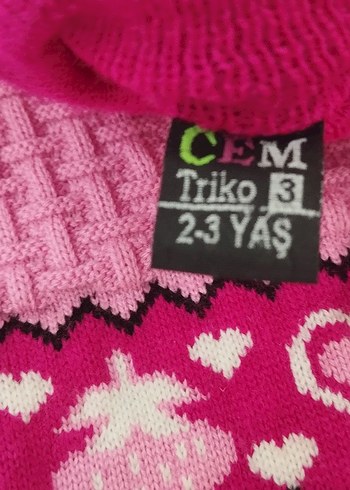 CEM
Triko 3
2-3 YAŞ